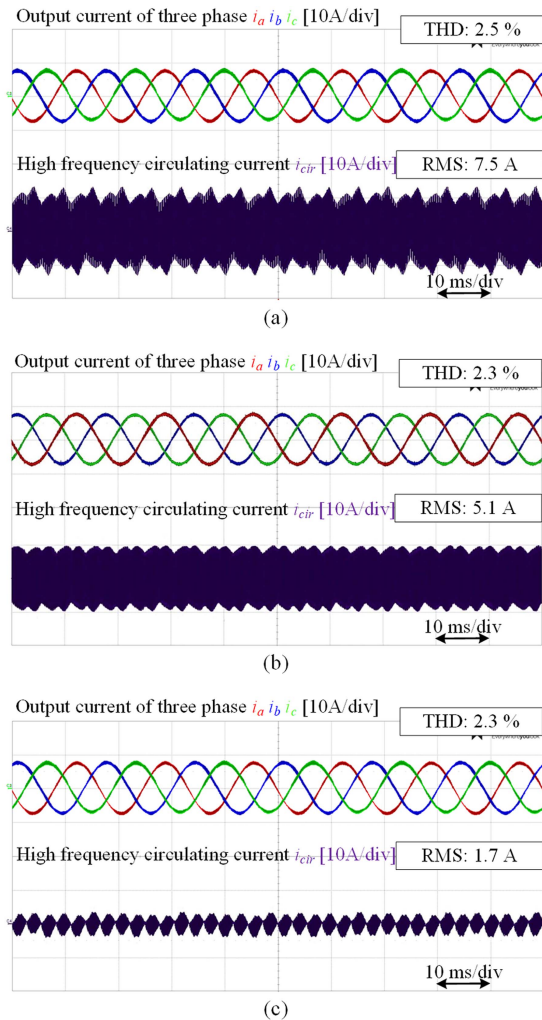 Output current of three phase ia ib ic [10A/div]
THD: 2.5 %
High frequency circulating current icir [10A/div]
RMS: 7.5 A
10 ms/div
(a)
Output current of three phase ia ib ic [10A/div]
THD: 2.3 %
High frequency circulating current icir [10A/div]
RMS: 5.1 A
10 ms/div
(b)
Output current of three phase ia ib ic [10A/div]
THD: 2.3 %
High frequency circulating current icir [10A/div]
RMS: 1.7 A
10 ms/div
(c)